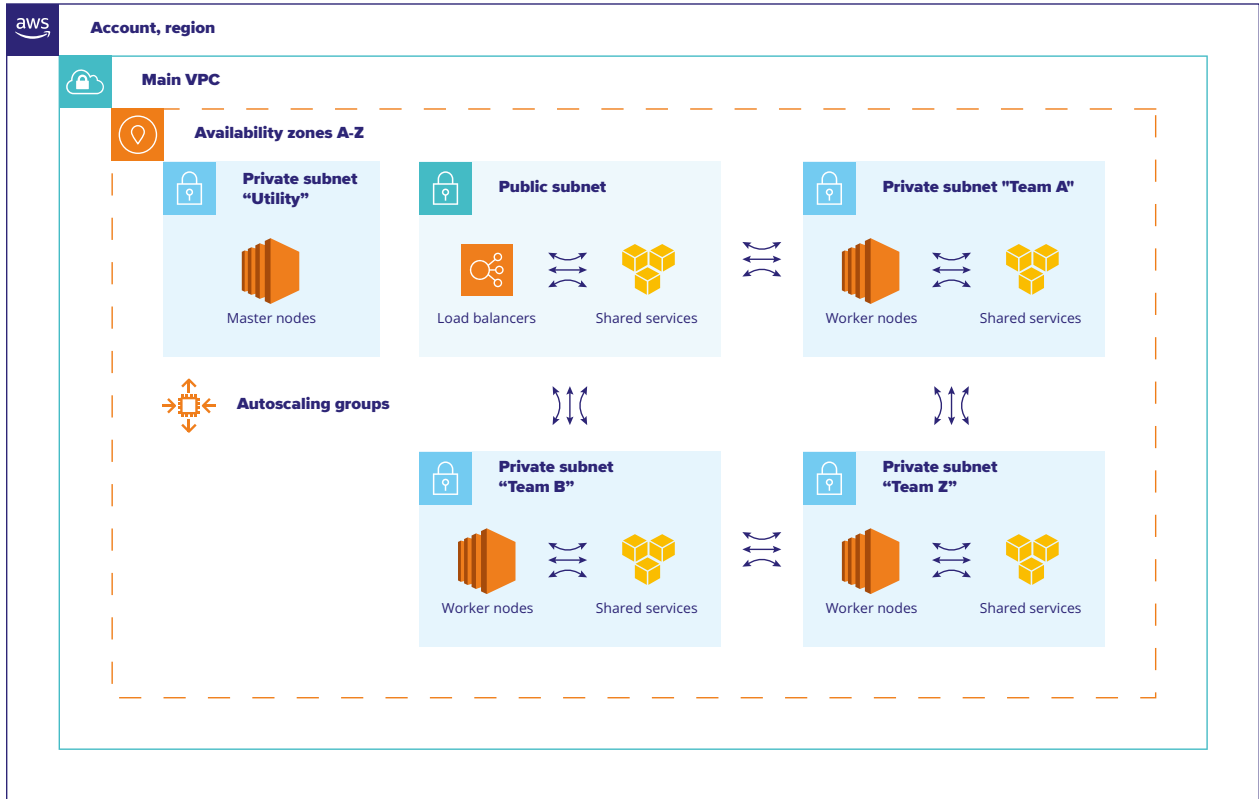 aws
Account, region
Main VPC
Availability zones A-Z
Private subnet
“Utility”
Master nodes
Public subnet
Load balancers
Shared services
Private subnet "Team A"
Worker nodes
Shared services
Autoscaling groups
Private subnet
“Team B”
Worker nodes
Shared services
Private subnet
“Team Z”
Worker nodes
Shared services